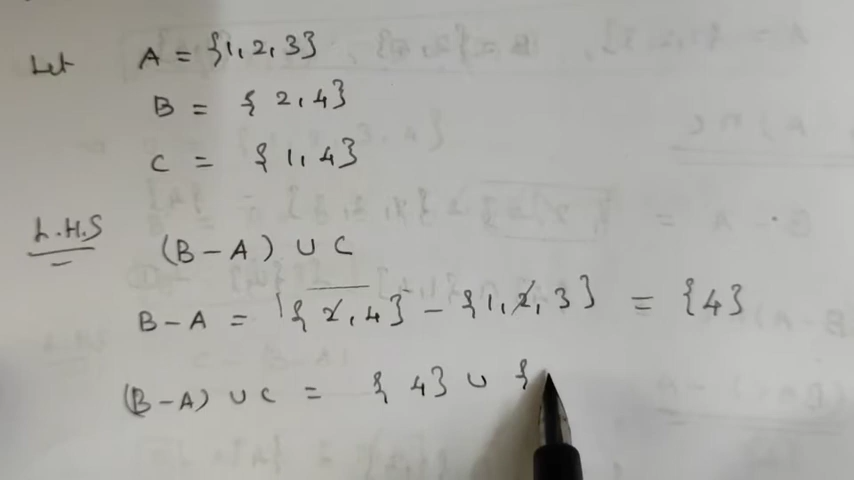 Let A = {1, 2, 3}
B = { 2, 4}
C = { 1, 4}
L.H.S (B - A) ∪ C
B - A = { 2, 4} - {1, 2, 3} = {4}
(B - A) ∪ C = { 4} ∪ {